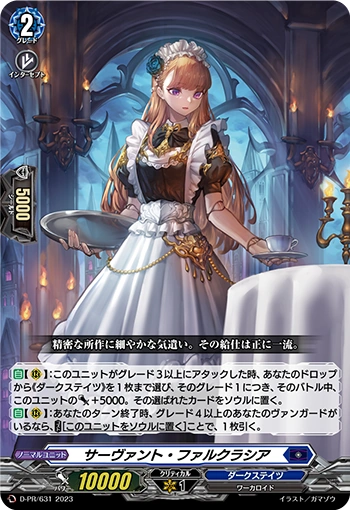 2
グレード
インターセプト
5000
シールド
精密な所作に細やかな気遣い。その給仕は正に一流。
自【R】:このユニットがグレード3以上にアタックした時、あなたのドロップ
から《ダークステイツ》を1枚まで選び、そのグレード1につき、そのバトル中、
このユニットの+5000。その選ばれたカードをソウルに置く。
自【R】:あなたのターン終了時、グレード4以上のあなたのヴァンガードが
いるなら、[このユニットをソウルに置く]ことで、1枚引く。
ノーマルユニット
サーヴァント・ファルクラシア
パワー
10000
クリティカル
1
ダークステイツ
ワーカロイド
D-PR/631 2023
イラスト/ガマゾウ